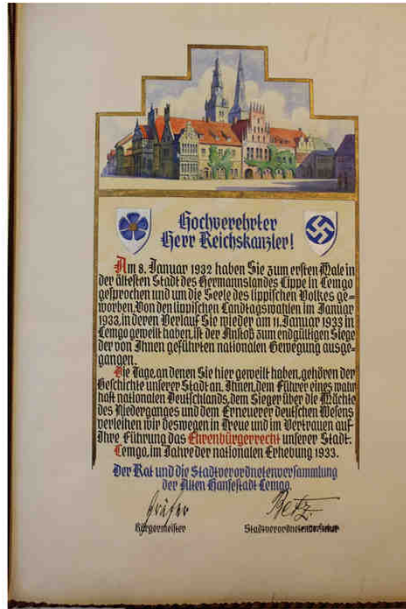 Hochverehrter
Herr Reichskanzler!
Am 8. Januar 1932 haben Sie zum ersten Male in
der ältesten Stadt des Hermannslandes Lippe in Lemgo
gesprochen und um die Seele des lippischen Volkes ge-
worben. Von den lippischen Landtagswahlen im Januar
1933, in deren Verlauf Sie wieder am 11. Januar 1933 in
Lemgo geweilt haben, ist der Anstoß zum endgültigen Siege
der von Ihnen geführten nationalen Bewegung ausge-
gangen.
Die Tage, an denen Sie hier geweilt haben, gehören der
Geschichte unserer Stadt an. Ihnen, dem Führer eines wahr
haft nationalen Deutschlands, dem Sieger über die Mächte
des Niederganges und dem Erneuerer deutschen Wesens
verleihen wir deswegen in Treue und im Vertrauen auf
Ihre Führung das Ehrenbürgerrecht unserer Stadt.
Lemgo, im Jahre der nationalen Erhebung 1933.
Der Rat und die Stadtverordnetenversammlung
der Alten Hansestadt Lemgo.
Gräfer Betz
Bürgermeister